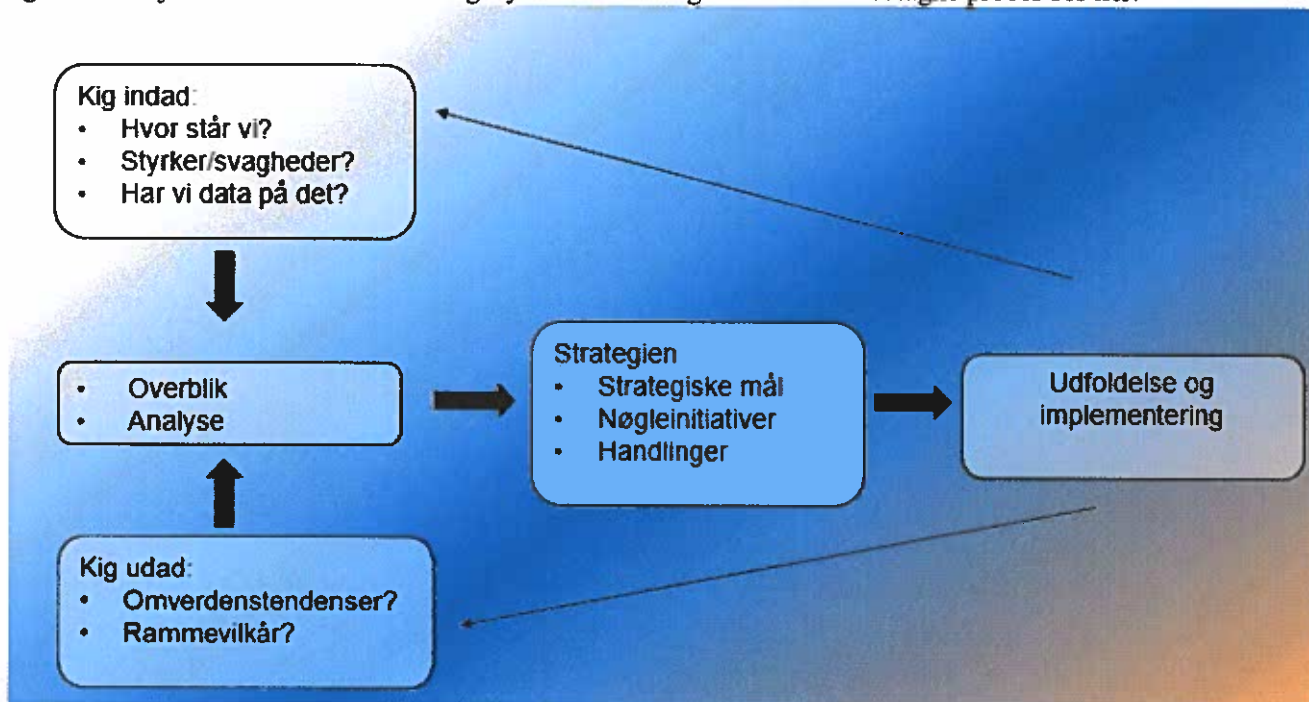 Kig indad:
• Hvor står vi?
• Styrker/svagheder?
• Har vi data på det?
• Overblik
• Analyse
Kig udad:
• Omverdenstendenser?
• Rammevilkår?
Strategien
• Strategiske mål
• Nøgleinitiativer
• Handlinger
Udfoldelse og
implementering